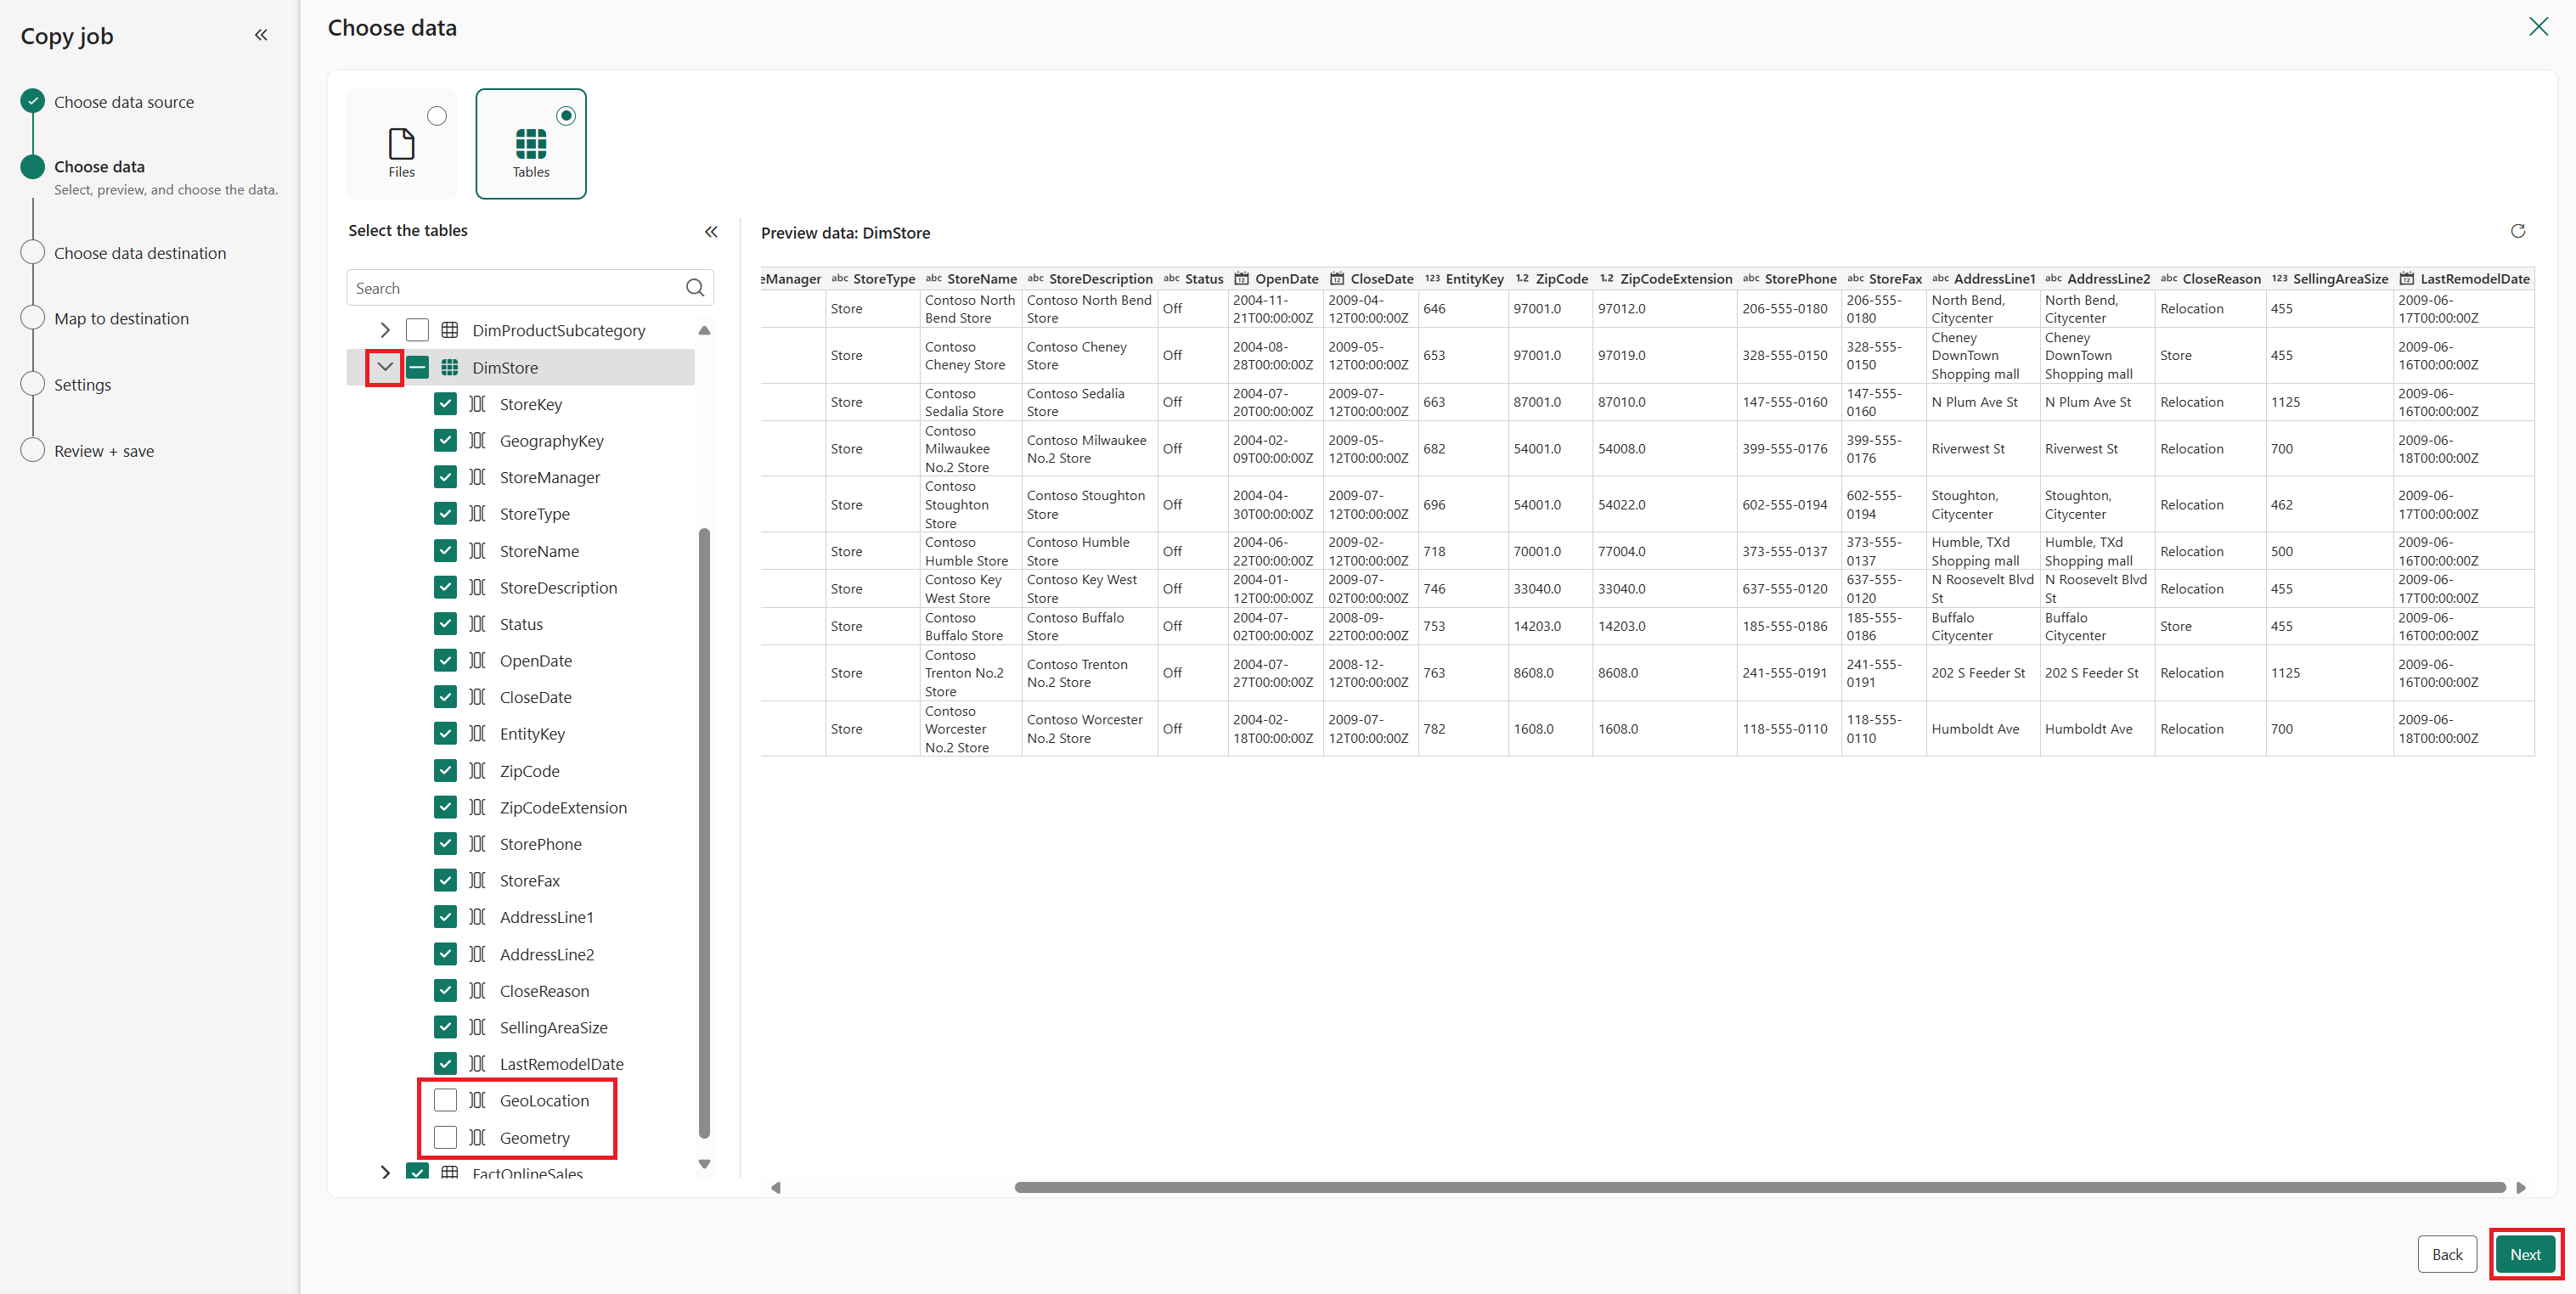 Copy job
Choose data source
Choose data
Select, preview, and choose the data.
Choose data destination
Map to destination
Settings
Review + save
Choose data
Files
Tables
Select the tables
Search
DimProductSubcategory
DimStore
StoreKey
GeographyKey
StoreManager
StoreType
StoreName
StoreDescription
Status
OpenDate
CloseDate
EntityKey
ZipCode
ZipCodeExtension
StorePhone
StoreFax
AddressLine1
AddressLine2
CloseReason
SellingAreaSize
LastRemodelDate
GeoLocation
Geometry
FactOnlineSales
Preview data: DimStore
eManager abc StoreType abc StoreName abc StoreDescription abc Status 12 OpenDate 12 CloseDate 123 EntityKey 1.2 ZipCode 1.2 ZipCodeExtension abc StorePhone abc StoreFax abc AddressLine1 abc AddressLine2 abc CloseReason 123 SellingAreaSize 12 LastRemodelDate
Store Contoso North Bend Store Contoso North Bend Store Off 2004-11-21T00:00:00Z 2009-04-12T00:00:00Z 646 97001.0 97012.0 206-555-0180 206-555-0180 North Bend, Citycenter North Bend, Citycenter Relocation 455 2009-06-17T00:00:00Z
Store Contoso Cheney Store Contoso Cheney Store Off 2004-08-28T00:00:00Z 2009-05-12T00:00:00Z 653 97001.0 97019.0 328-555-0150 328-555-0150 Cheney DownTown Shopping mall Cheney DownTown Shopping mall Store 455 2009-06-16T00:00:00Z
Store Contoso Sedalia Store Contoso Sedalia Store Off 2004-07-20T00:00:00Z 2009-07-12T00:00:00Z 663 87001.0 87010.0 147-555-0160 147-555-0160 N Plum Ave St N Plum Ave St Relocation 1125 2009-06-16T00:00:00Z
Store Contoso Milwaukee No.2 Store Contoso Milwaukee No.2 Store Off 2004-02-09T00:00:00Z 2009-05-12T00:00:00Z 682 54001.0 54008.0 399-555-0176 399-555-0176 Riverwest St Riverwest St Relocation 700 2009-06-18T00:00:00Z
Store Contoso Stoughton Store Contoso Stoughton Store Off 2004-04-30T00:00:00Z 2009-07-12T00:00:00Z 696 54001.0 54022.0 602-555-0194 602-555-0194 Stoughton, Citycenter Stoughton, Citycenter Relocation 462 2009-06-17T00:00:00Z
Store Contoso Humble Store Contoso Humble Store Off 2004-06-22T00:00:00Z 2009-02-12T00:00:00Z 718 70001.0 77004.0 373-555-0137 373-555-0137 Humble, TXd Shopping mall Humble, TXd Shopping mall Relocation 500 2009-06-16T00:00:00Z
Store Contoso Key West Store Contoso Key West Store Off 2004-01-12T00:00:00Z 2009-07-02T00:00:00Z 746 33040.0 33040.0 637-555-0120 637-555-0120 N Roosevelt Blvd St N Roosevelt Blvd St Relocation 455 2009-06-17T00:00:00Z
Store Contoso Buffalo Store Contoso Buffalo Store Off 2004-07-02T00:00:00Z 2008-09-22T00:00:00Z 753 14203.0 14203.0 185-555-0186 185-555-0186 Buffalo Citycenter Buffalo Citycenter Store 455 2009-06-16T00:00:00Z
Store Contoso Trenton No.2 Store Contoso Trenton No.2 Store Off 2004-07-27T00:00:00Z 2008-12-12T00:00:00Z 763 8608.0 8608.0 241-555-0191 241-555-0191 202 S Feeder St 202 S Feeder St Relocation 1125 2009-06-16T00:00:00Z
Store Contoso Worcester No.2 Store Contoso Worcester No.2 Store Off 2004-02-18T00:00:00Z 2009-07-12T00:00:00Z 782 1608.0 1608.0 118-555-0110 118-555-0110 Humboldt Ave Humboldt Ave Relocation 700 2009-06-18T00:00:00Z
Back
Next